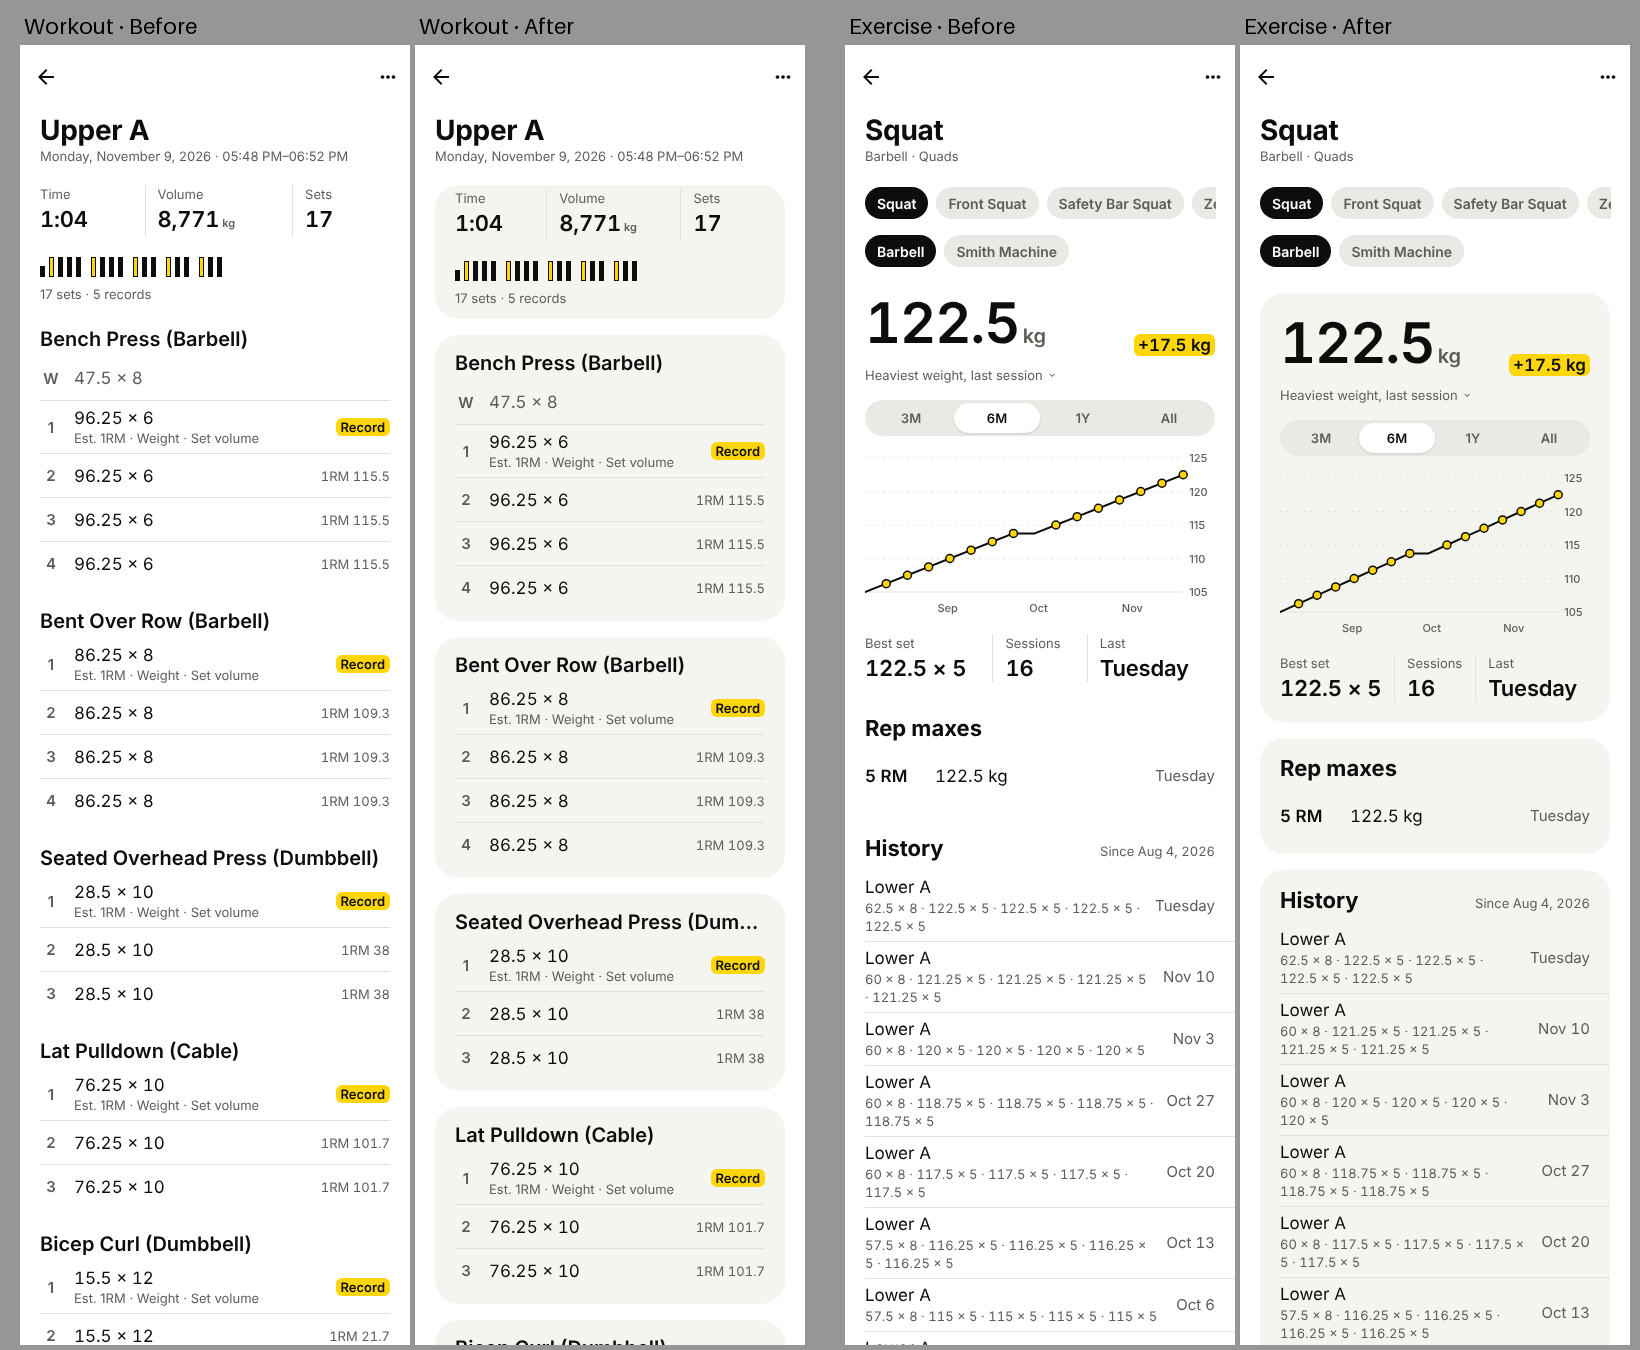 Workout · Before
Upper A
Monday, November 9, 2026 · 05:48 PM–06:52 PM
Time Volume Sets
1:04 8,771 kg 17
17 sets · 5 records
Bench Press (Barbell)
W 47.5 × 8
1 96.25 × 6 Record
Est. 1RM · Weight · Set volume
2 96.25 × 6 1RM 115.5
3 96.25 × 6 1RM 115.5
4 96.25 × 6 1RM 115.5
Bent Over Row (Barbell)
1 86.25 × 8 Record
Est. 1RM · Weight · Set volume
2 86.25 × 8 1RM 109.3
3 86.25 × 8 1RM 109.3
4 86.25 × 8 1RM 109.3
Seated Overhead Press (Dumbbell)
1 28.5 × 10 Record
Est. 1RM · Weight · Set volume
2 28.5 × 10 1RM 38
3 28.5 × 10 1RM 38
Lat Pulldown (Cable)
1 76.25 × 10 Record
Est. 1RM · Weight · Set volume
2 76.25 × 10 1RM 101.7
3 76.25 × 10 1RM 101.7
Bicep Curl (Dumbbell)
1 15.5 × 12 Record
Est. 1RM · Weight · Set volume
2 15.5 × 12 1RM 21.7
Workout · After
Upper A
Monday, November 9, 2026 · 05:48 PM–06:52 PM
Time Volume Sets
1:04 8,771 kg 17
17 sets · 5 records
Bench Press (Barbell)
W 47.5 × 8
1 96.25 × 6 Record
Est. 1RM · Weight · Set volume
2 96.25 × 6 1RM 115.5
3 96.25 × 6 1RM 115.5
4 96.25 × 6 1RM 115.5
Bent Over Row (Barbell)
1 86.25 × 8 Record
Est. 1RM · Weight · Set volume
2 86.25 × 8 1RM 109.3
3 86.25 × 8 1RM 109.3
4 86.25 × 8 1RM 109.3
Seated Overhead Press (Dum...
1 28.5 × 10 Record
Est. 1RM · Weight · Set volume
2 28.5 × 10 1RM 38
3 28.5 × 10 1RM 38
Lat Pulldown (Cable)
1 76.25 × 10 Record
Est. 1RM · Weight · Set volume
2 76.25 × 10 1RM 101.7
3 76.25 × 10 1RM 101.7
Bicep Curl (Dumbbell)
Exercise · Before
Squat
Barbell · Quads
Squat Front Squat Safety Bar Squat
Barbell Smith Machine
122.5 kg +17.5 kg
Heaviest weight, last session
3M 6M 1Y All
125
120
115
110
105
Sep Oct Nov
Best set Sessions Last
122.5 × 5 16 Tuesday
Rep maxes
5 RM 122.5 kg Tuesday
History Since Aug 4, 2026
Lower A
62.5 × 8 · 122.5 × 5 · 122.5 × 5 · 122.5 × 5 · Tuesday
122.5 × 5
Lower A
60 × 8 · 121.25 × 5 · 121.25 × 5 · 121.25 × 5 Nov 10
· 121.25 × 5
Lower A Nov 3
60 × 8 · 120 × 5 · 120 × 5 · 120 × 5 · 120 × 5
Lower A
60 × 8 · 118.75 × 5 · 118.75 × 5 · 118.75 × 5 · Oct 27
118.75 × 5
Lower A
60 × 8 · 117.5 × 5 · 117.5 × 5 · 117.5 × 5 · Oct 20
117.5 × 5
Lower A
57.5 × 8 · 116.25 × 5 · 116.25 × 5 · 116.25 × Oct 13
5 · 116.25 × 5
Lower A Oct 6
57.5 × 8 · 115 × 5 · 115 × 5 · 115 × 5 · 115 × 5
Exercise · After
Squat
Barbell · Quads
Squat Front Squat Safety Bar Squat
Barbell Smith Machine
122.5 kg +17.5 kg
Heaviest weight, last session
3M 6M 1Y All
125
120
115
110
105
Sep Oct Nov
Best set Sessions Last
122.5 × 5 16 Tuesday
Rep maxes
5 RM 122.5 kg Tuesday
History Since Aug 4, 2026
Lower A
62.5 × 8 · 122.5 × 5 · 122.5 × 5 · Tuesday
122.5 × 5 · 122.5 × 5
Lower A
60 × 8 · 121.25 × 5 · 121.25 × 5 · Nov 10
121.25 × 5 · 121.25 × 5
Lower A
60 × 8 · 120 × 5 · 120 × 5 · 120 × 5 · Nov 3
120 × 5
Lower A
60 × 8 · 118.75 × 5 · 118.75 × 5 · Oct 27
118.75 × 5 · 118.75 × 5
Lower A
60 × 8 · 117.5 × 5 · 117.5 × 5 · 117.5 × Oct 20
5 · 117.5 × 5
Lower A
57.5 × 8 · 116.25 × 5 · 116.25 × 5 · Oct 13
116.25 × 5 · 116.25 × 5